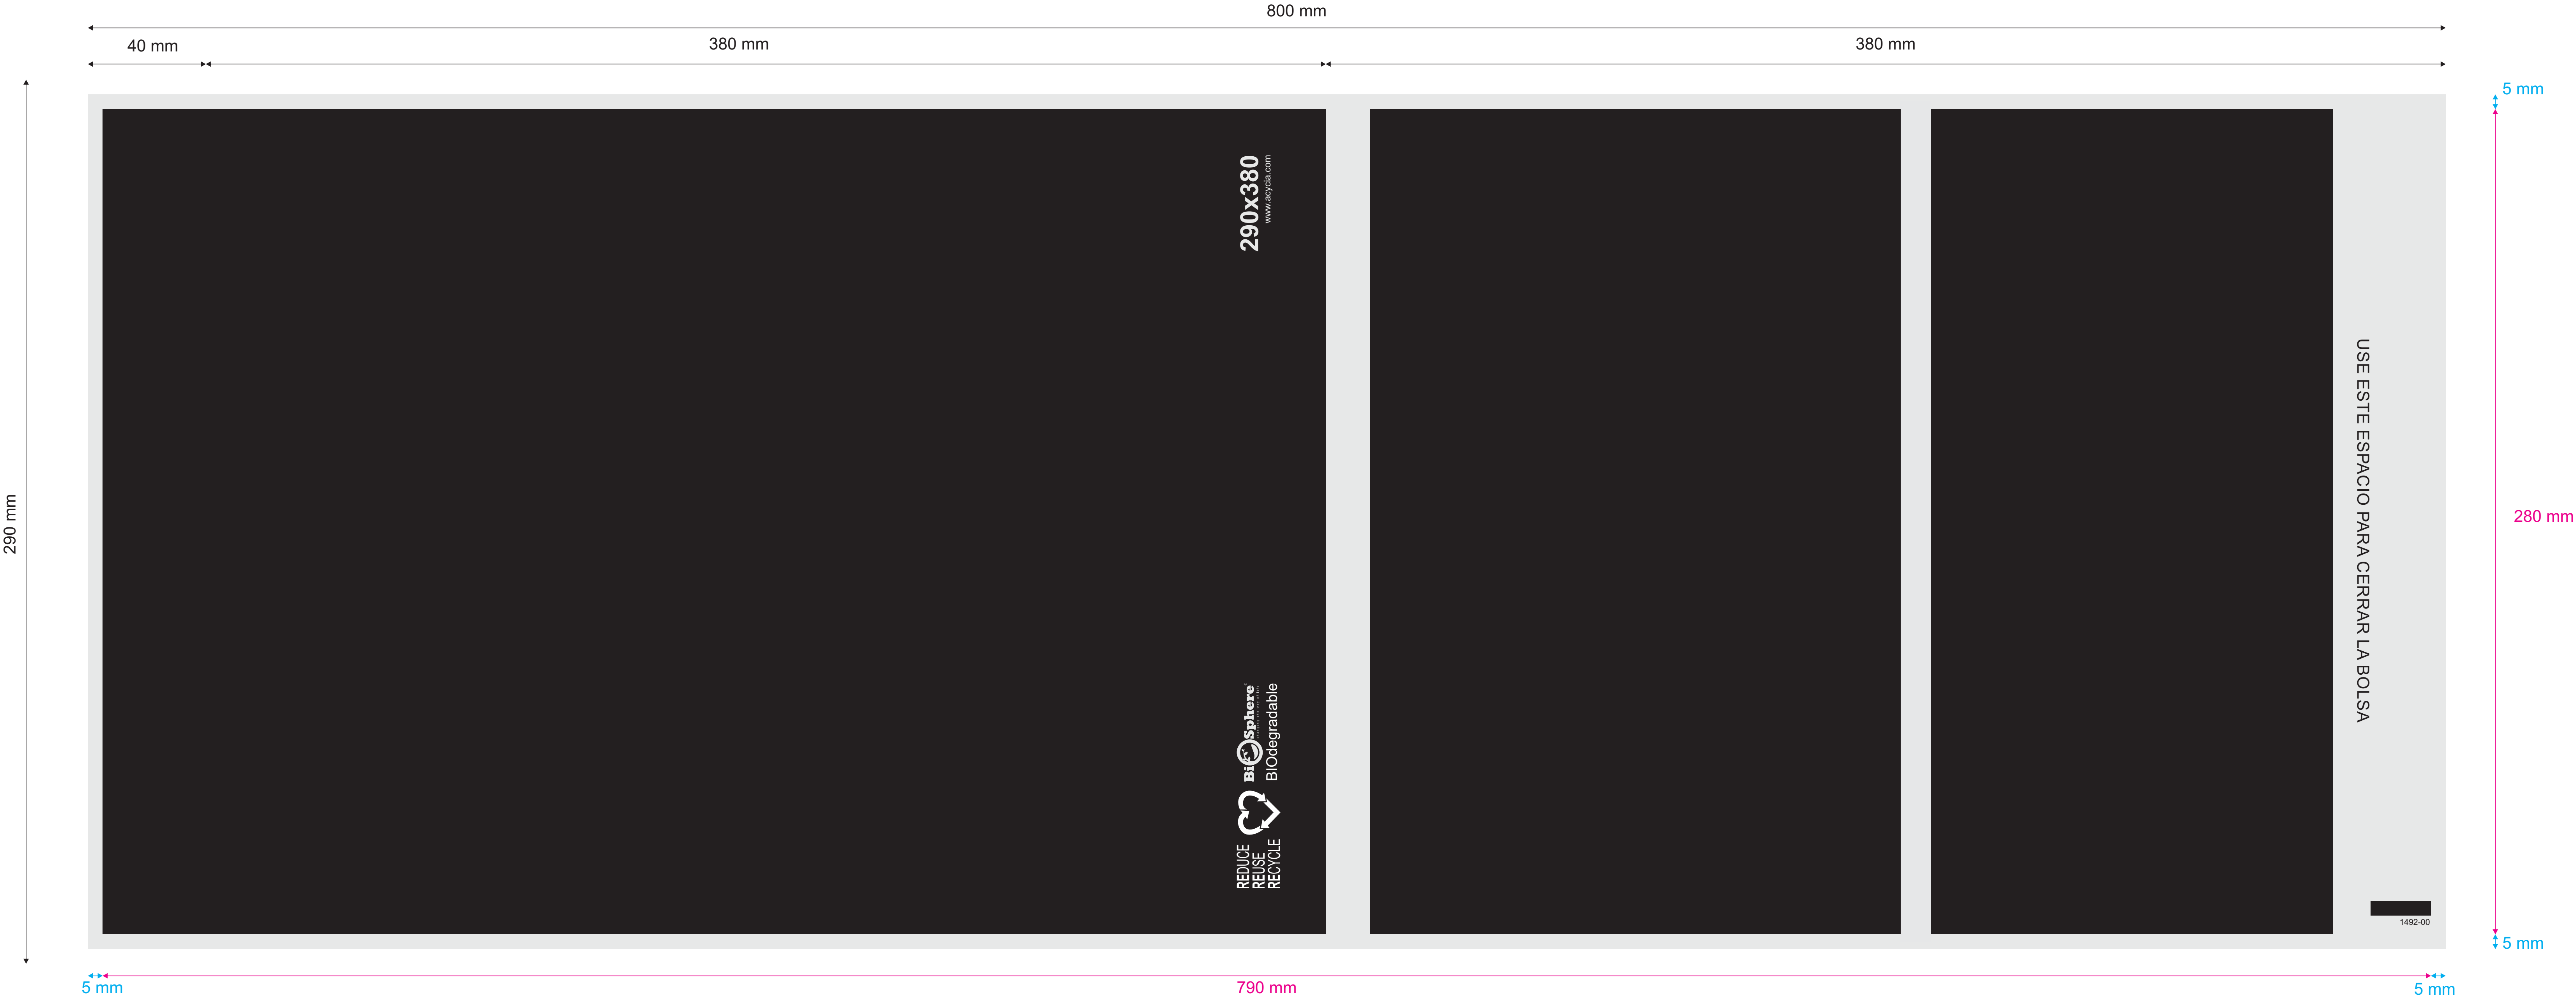 800 mm
40 mm
380 mm
380 mm
5 mm
290 mm
290x380
www.acycia.com
BioSphere
BIOdegradable
REDUCE
REUSE
RECYCLE
USE ESTE ESPACIO PARA CERRAR LA BOLSA
280 mm
1492-00
5 mm
5 mm
790 mm
5 mm